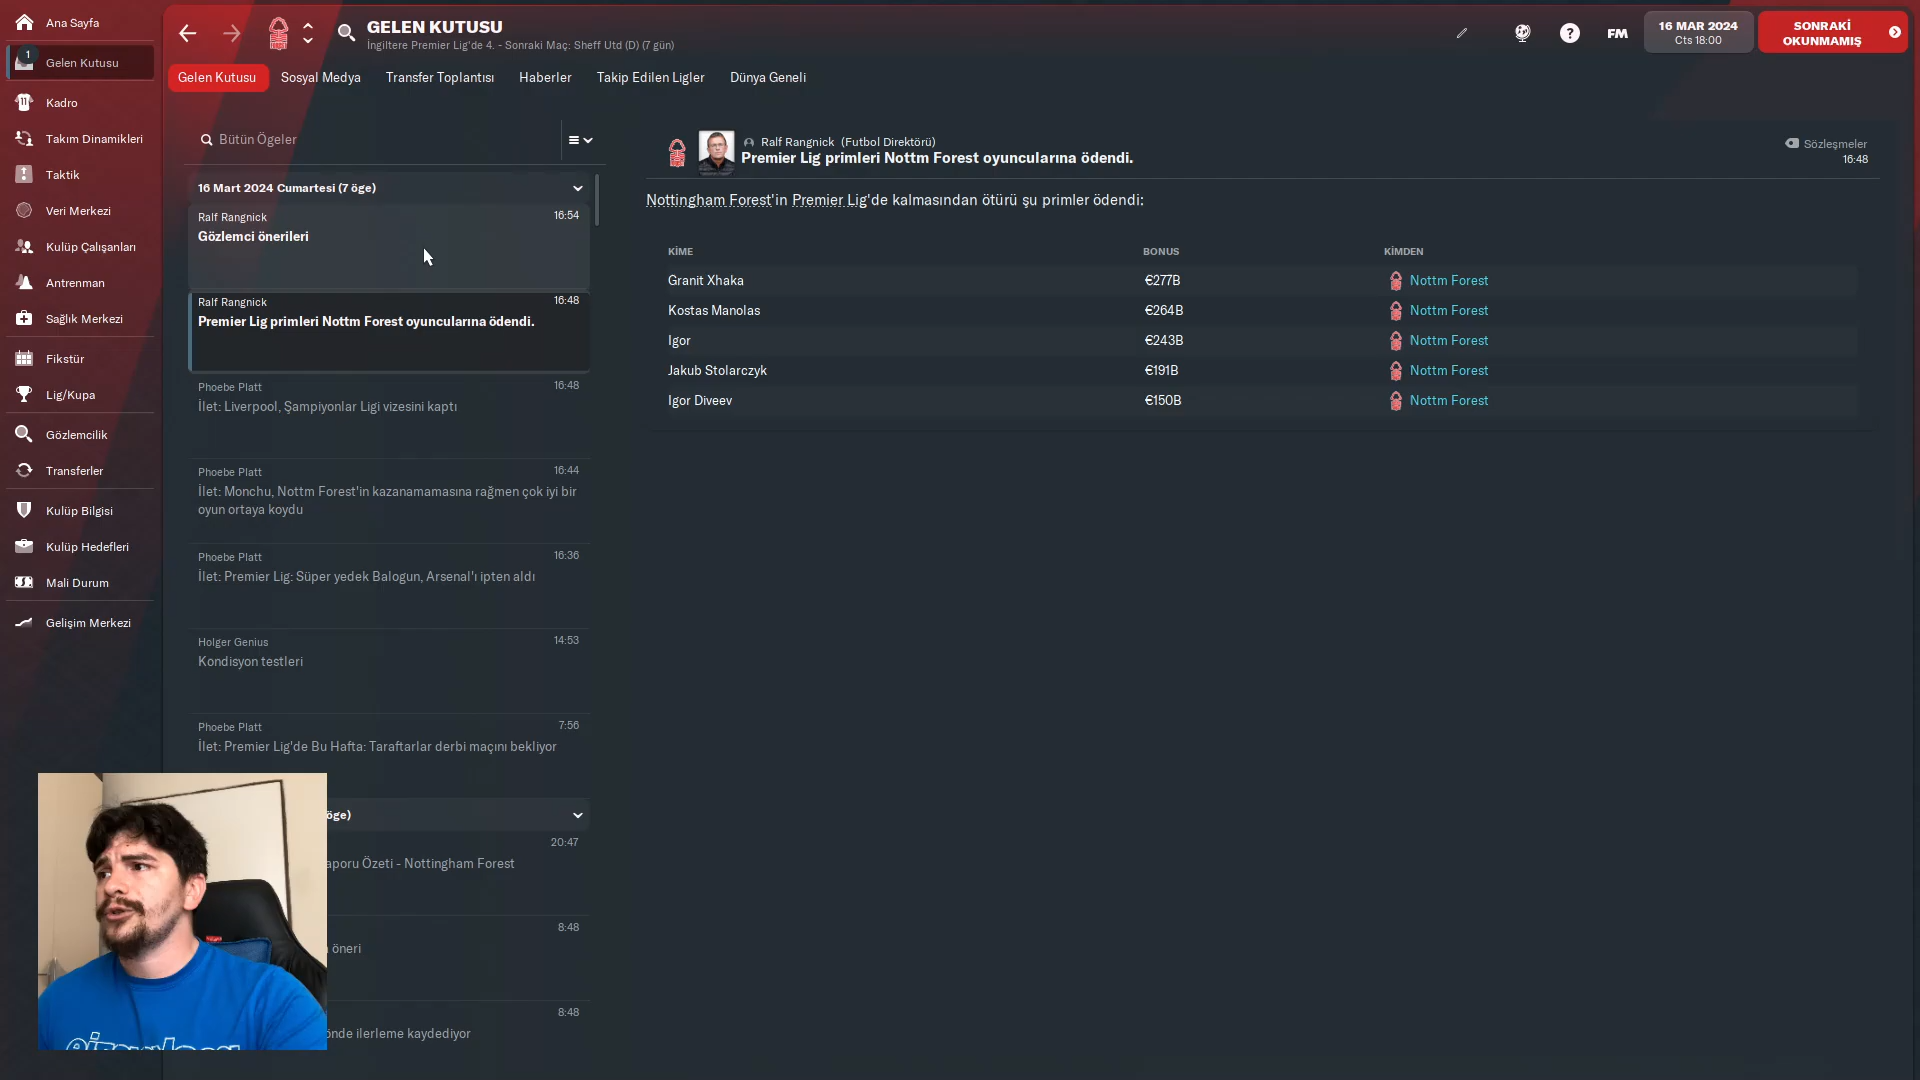 Ana Sayfa
1
Gelen Kutusu
Kadro
Takım Dinamikleri
Taktik
Veri Merkezi
Kulüp Çalışanları
Antrenman
Sağlık Merkezi
Fikstür
Lig/Kupa
Gözlemcilik
Transferler
Kulüp Bilgisi
Kulüp Hedefleri
Mali Durum
Gelişim Merkezi
GELEN KUTUSU
İngiltere Premier Lig'de 4. - Sonraki Maç: Sheff Utd (D) (7 gün)
FM
16 MAR 2024
Cts 18:00
SONRAKİ
OKUNMAMIŞ
Gelen Kutusu
Sosyal Medya
Transfer Toplantısı
Haberler
Takip Edilen Ligler
Dünya Geneli
Bütün Ögeler
16 Mart 2024 Cumartesi (7 öge)
Ralf Rangnick 16:54
Gözlemci önerileri
Ralf Rangnick 16:48
Premier Lig primleri Nottm Forest oyuncularına ödendi.
Phoebe Platt 16:48
İlet: Liverpool, Şampiyonlar Ligi vizesini kaptı
Phoebe Platt 16:44
İlet: Monchu, Nottm Forest'in kazanamamasına rağmen çok iyi bir
oyun ortaya koydu
Phoebe Platt 16:36
İlet: Premier Lig: Süper yedek Balogun, Arsenal'ı ipten aldı
Holger Genius 14:53
Kondisyon testleri
Phoebe Platt 7:56
İlet: Premier Lig'de Bu Hafta: Taraftarlar derbi maçını bekliyor
öge)
20:47
aporu Özeti - Nottingham Forest
8:48
öneri
8:48
önde ilerleme kaydediyor
Ralf Rangnick (Futbol Direktörü)
Premier Lig primleri Nottm Forest oyuncularına ödendi.
Sözleşmeler
16:48
Nottingham Forest'in Premier Lig'de kalmasından ötürü şu primler ödendi:
KİME BONUS KİMDEN
Granit Xhaka €277B Nottm Forest
Kostas Manolas €264B Nottm Forest
Igor €243B Nottm Forest
Jakub Stolarczyk €191B Nottm Forest
Igor Diveev €150B Nottm Forest